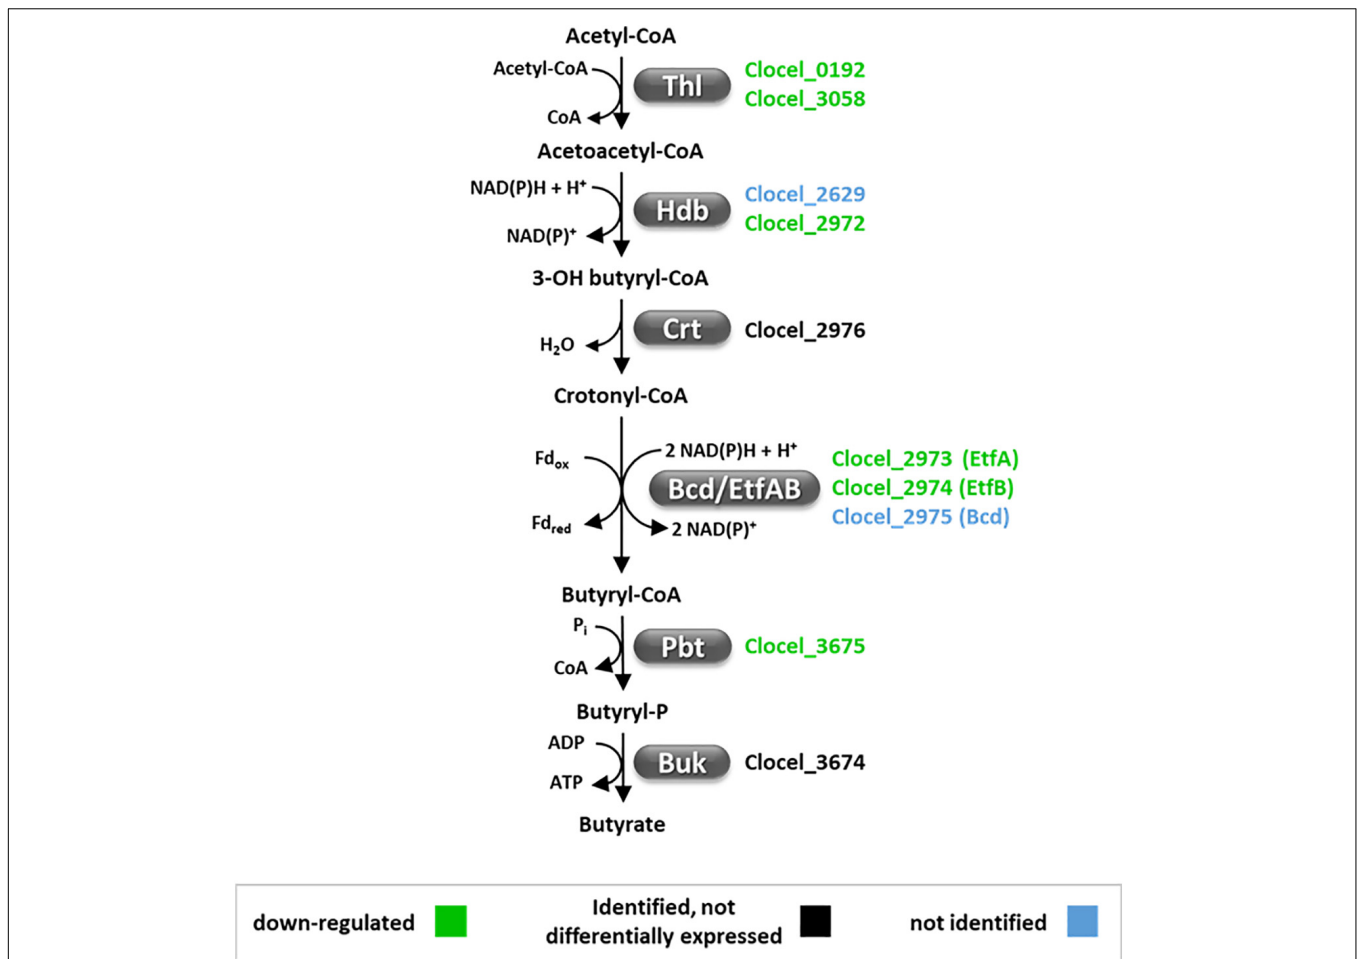 Acetyl-CoA
Acetyl-CoA
Thl
Clocel_0192
Clocel_3058
CoA
Acetoacetyl-CoA
NAD(P)H + H⁺
Hdb
Clocel_2629
Clocel_2972
NAD(P)⁺
3-OH butyryl-CoA
Crt
Clocel_2976
H₂O
Crotonyl-CoA
Fdox
2 NAD(P)H + H⁺
Bcd/EtfAB
Clocel_2973 (EtfA)
Clocel_2974 (EtfB)
Clocel_2975 (Bcd)
Fdred
2 NAD(P)⁺
Butyryl-CoA
Pi
Pbt
Clocel_3675
CoA
Butyryl-P
ADP
Buk
Clocel_3674
ATP
Butyrate
down-regulated
Identified, not
differentially expressed
not identified